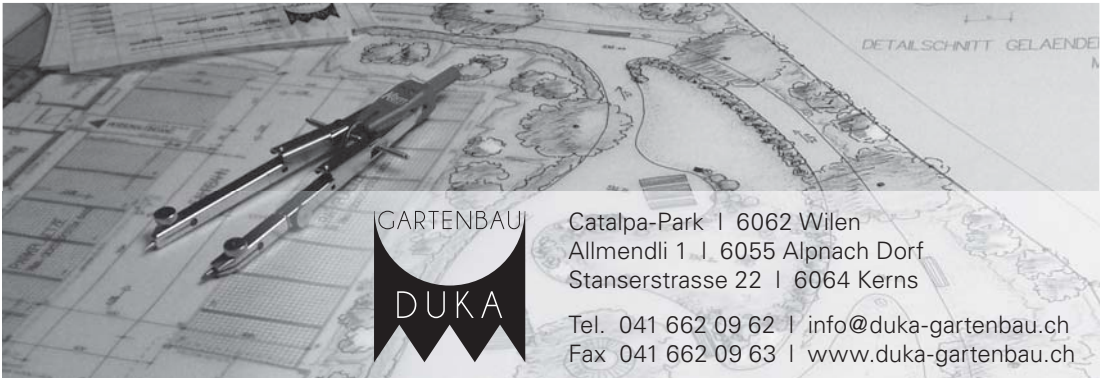 DETAILSCHNITT GELAENDE
M
GARTENBAU
DUKA
Catalpa-Park | 6062 Wilen
Allmendli 1 | 6055 Alpnach Dorf
Stanserstrasse 22 | 6064 Kerns
Tel. 041 662 09 62 | info@duka-gartenbau.ch
Fax 041 662 09 63 | www.duka-gartenbau.ch